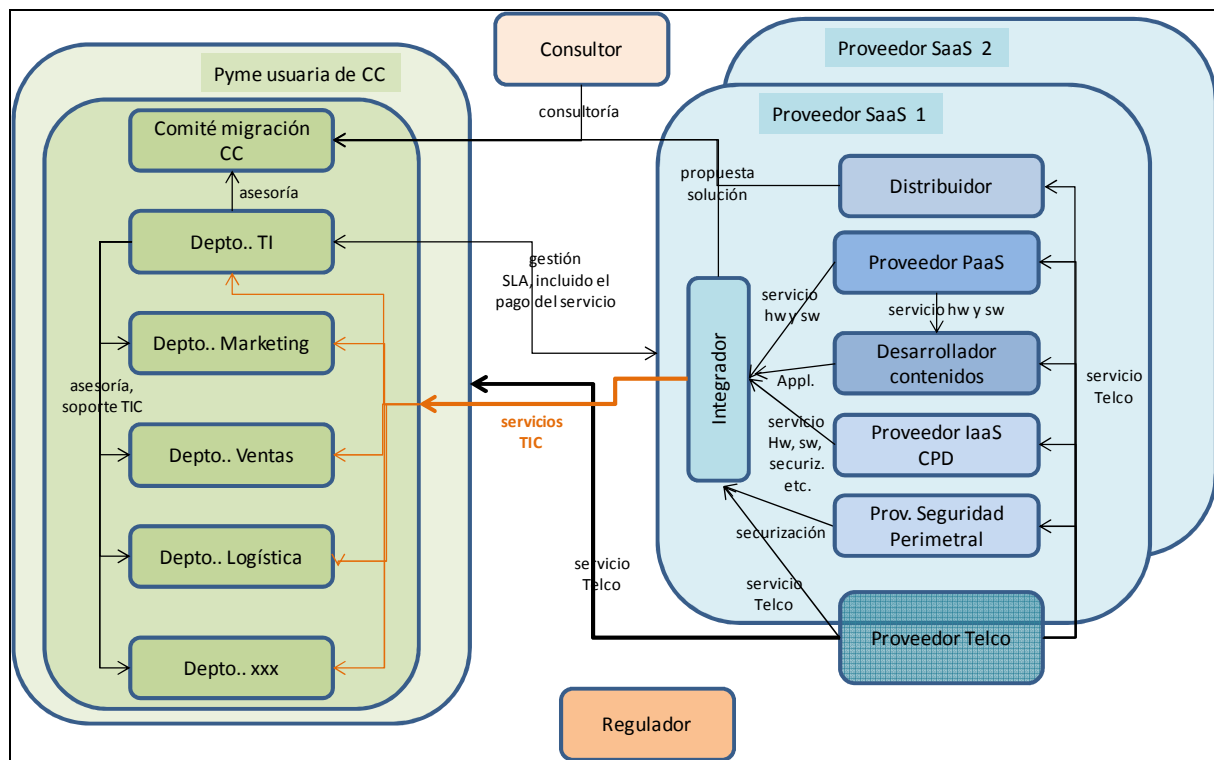 Pyme usuaria de CC
Comité migración
CC
asesoría
Depto.. TI
Depto.. Marketing
asesoría,
soporte TIC
Depto.. Ventas
Depto.. Logística
Depto.. xxx
Consultor
consultoría
gestión
SLA, incluido el
pago del servicio
servicios
TIC
servicio
Telco
Regulador
Proveedor SaaS 2
Proveedor SaaS 1
propuesta
solución
Distribuidor
Proveedor PaaS
servicio
hw y sw
servicio hw y sw
Integrador
Desarrollador
contenidos
Appl.
servicio
Telco
servicio
Hw, sw,
securiz.
etc.
Proveedor IaaS
CPD
Prov. Seguridad
Perimetral
securización
servicio
Telco
Proveedor Telco